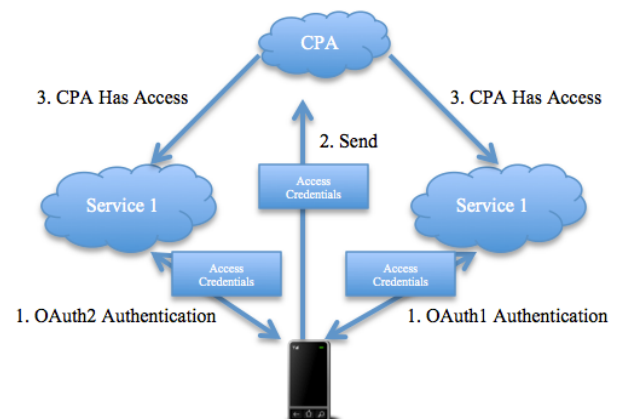 CPA
3. CPA Has Access
3. CPA Has Access
2. Send
Access
Credentials
Service 1
Service 1
Access
Credentials
Access
Credentials
1. OAuth2 Authentication
1. OAuth1 Authentication